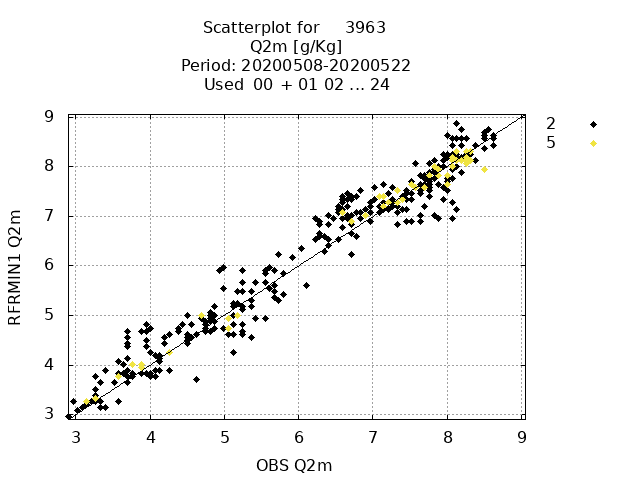 Scatterplot for 3963
Q2m [g/Kg]
Period: 20200508-20200522
Used 00 + 01 02 ... 24
2
5
9
8
7
6
5
4
3
RFRMIN1 Q2m
3 4 5 6 7 8 9
OBS Q2m